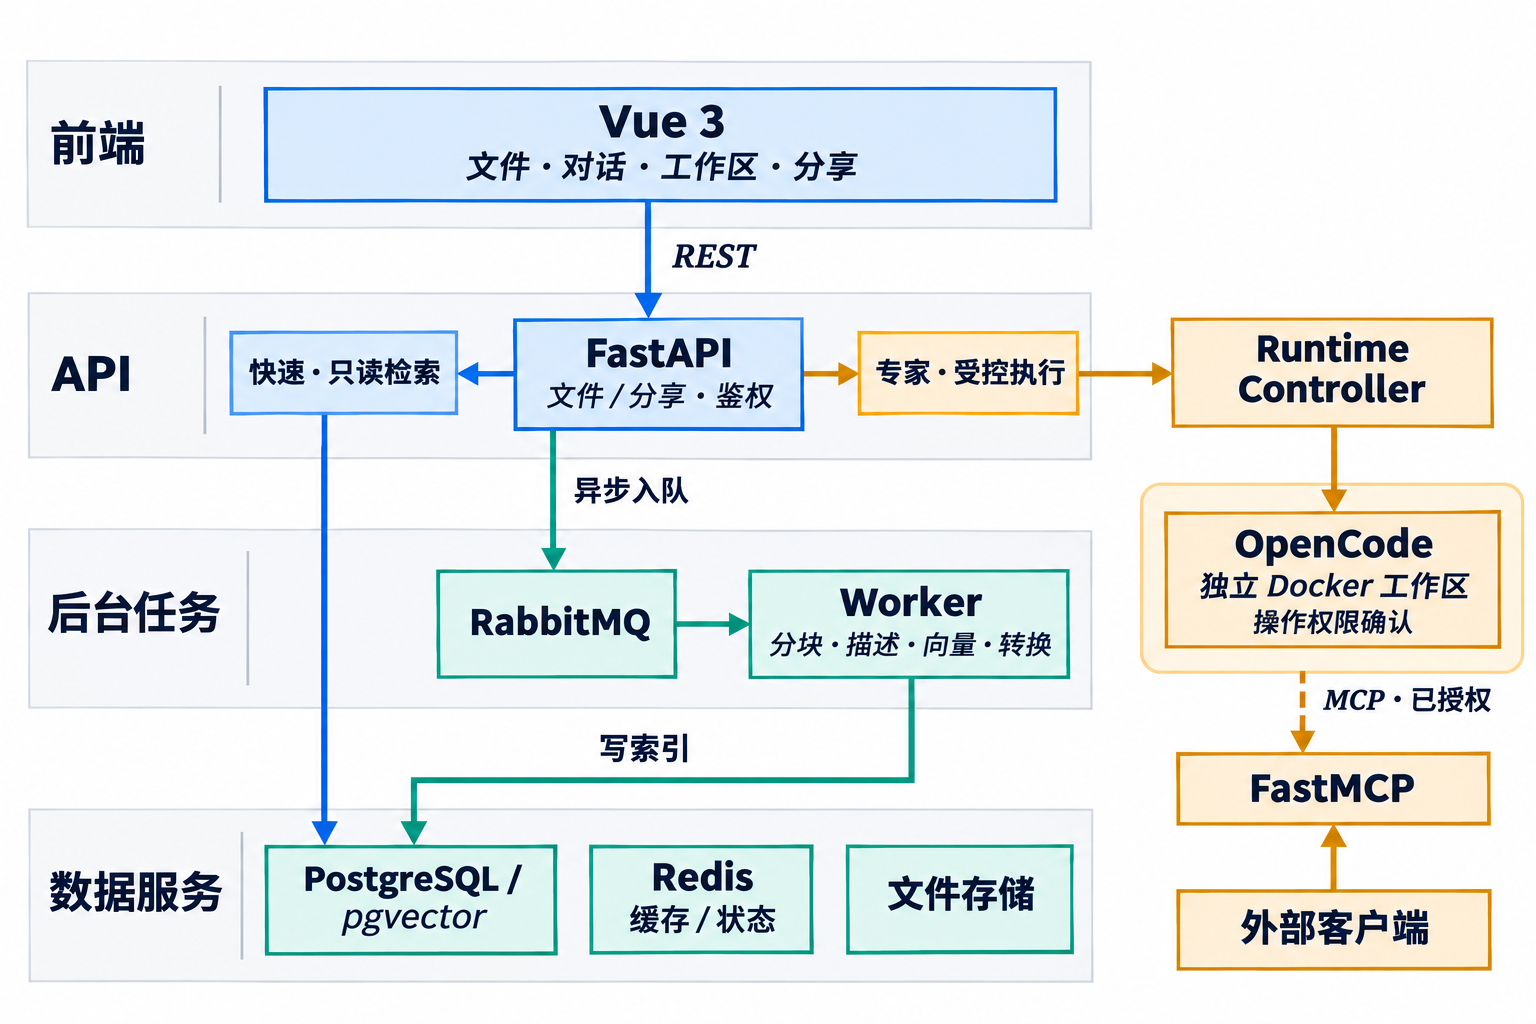 前端
Vue 3
文件·对话·工作区·分享
REST
API
快速·只读检索
FastAPI
文件 / 分享·鉴权
专家·受控执行
Runtime
Controller
异步入队
OpenCode
独立 Docker 工作区
操作权限确认
后台任务
RabbitMQ
Worker
分块·描述·向量·转换
MCP·已授权
写索引
FastMCP
数据服务
PostgreSQL /
pgvector
Redis
缓存 / 状态
文件存储
外部客户端